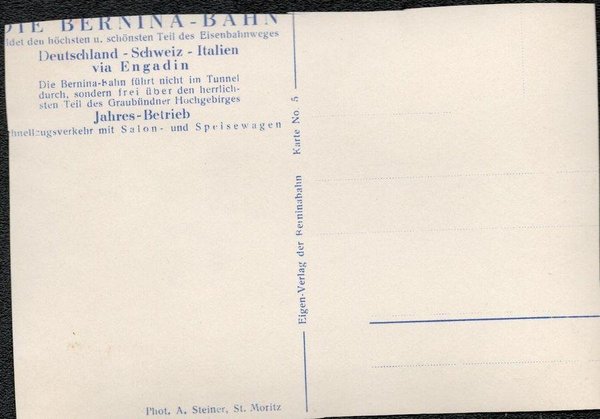 DIE BERNINA-BAHN
ldet den höchsten u. schönsten Teil des Eisenbahnweges
Deutschland - Schweiz - Italien
via Engadin
Die Bernina-Bahn führt nicht im Tunnel
durch, sondern frei über den herrlich-
sten Teil des Graubündner Hochgebirges
Jahres-Betrieb
hnellzugsverkehr mit Salon- und Speisewagen
Eigen-Verlag der Berninabahn Karte No 5
Phot. A. Steiner, St. Moritz